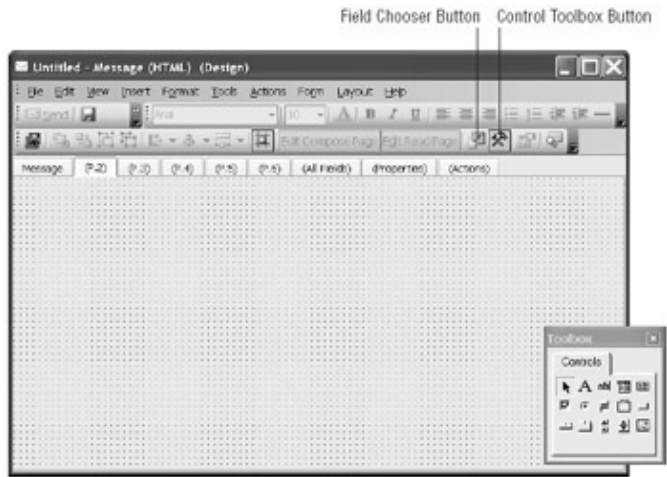 Field Chooser Button Control Toolbox Button
Untitled - Message (HTML) (Design)
File Edit View Insert Format Tools Actions Form Layout Help
Send Arial 10 A B I U
Edit Compose Page Edit Read Page
Message (P.2) (P.3) (P.4) (P.5) (P.6) (All Fields) (Properties) (Actions)
Toolbox
Controls
A abl